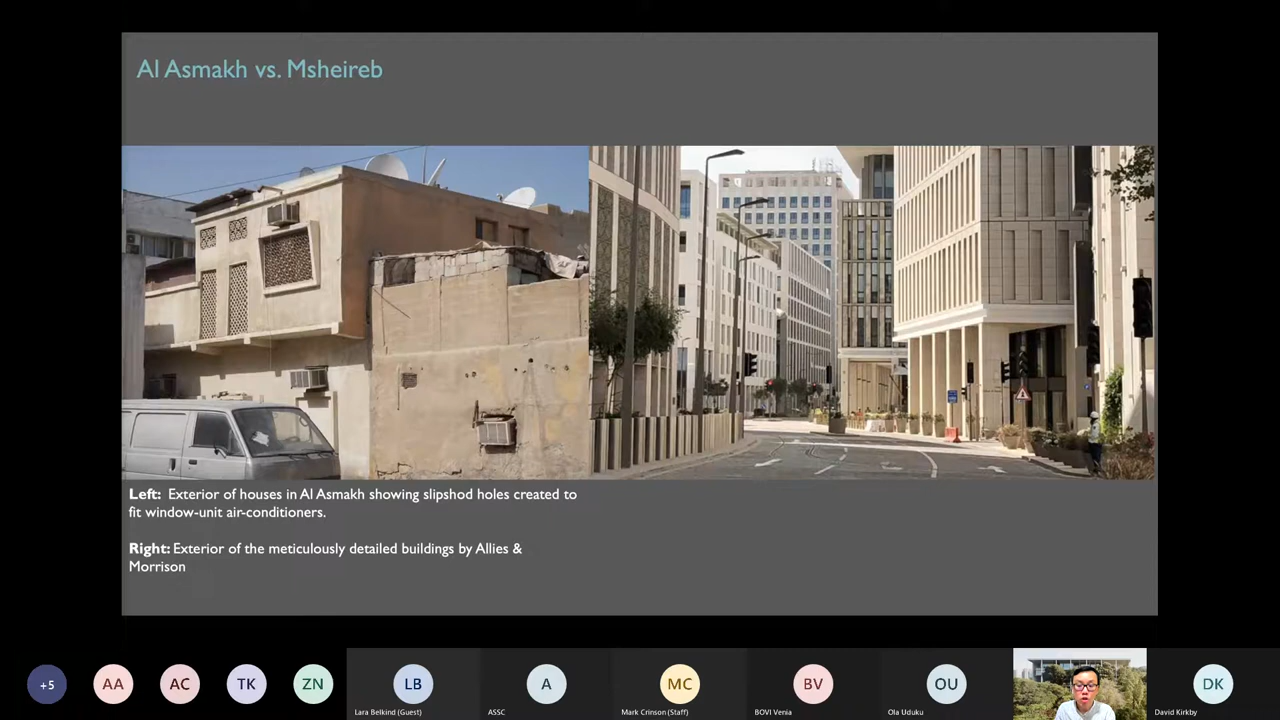 Al Asmakh vs. Msheireb
Left: Exterior of houses in Al Asmakh showing slipshod holes created to
fit window-unit air-conditioners.
Right: Exterior of the meticulously detailed buildings by Allies &
Morrison
+5
AA
AC
TK
ZN
LB
A
MC
BV
OU
DK
Lara Belkind (Guest)
ASSC
Mark Crinson (Staff)
BOVI Venia
Ola Uduku
David Kirkby